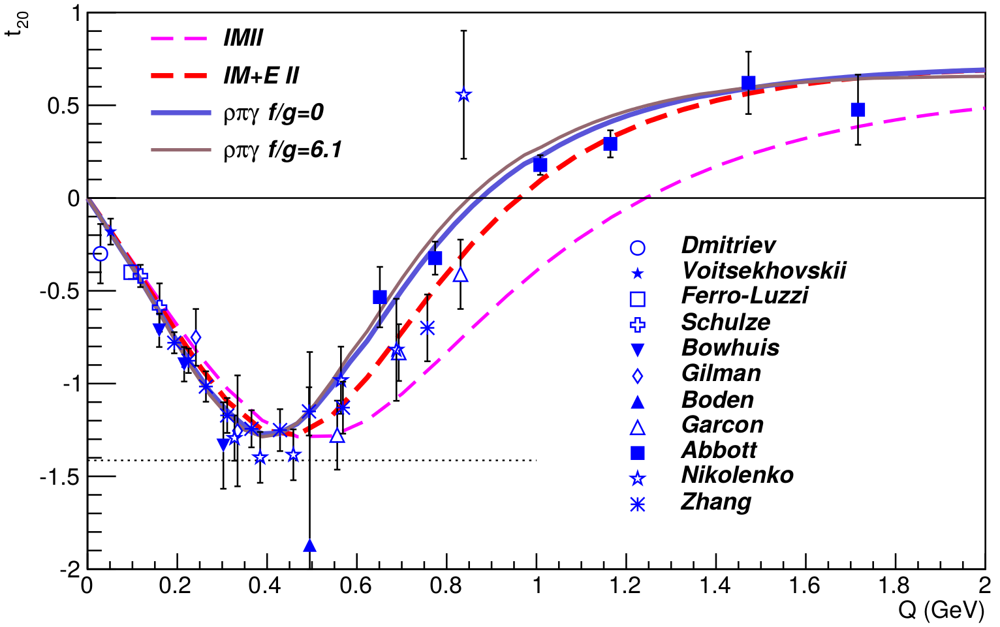 t20
1
0.5
0
-0.5
-1
-1.5
-2
IMII
IM+E II
ρπγ f/g=0
ρπγ f/g=6.1
Dmitriev
Voitsekhovskii
Ferro-Luzzi
Schulze
Bowhuis
Gilman
Boden
Garcon
Abbott
Nikolenko
Zhang
0 0.2 0.4 0.6 0.8 1 1.2 1.4 1.6 1.8 2
Q (GeV)